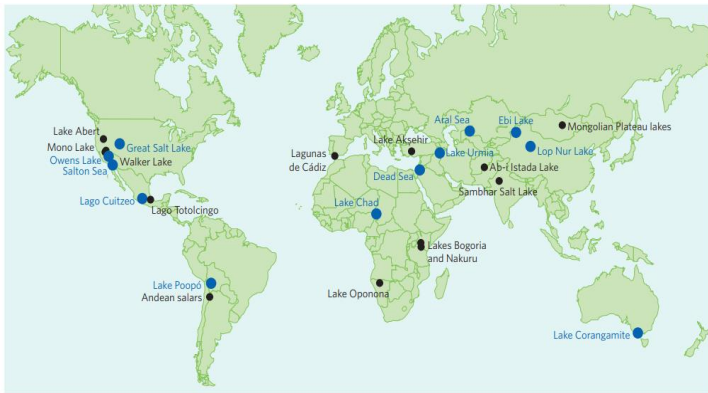 Lake Abert
Mono Lake
Great Salt Lake
Owens Lake
Walker Lake
Salton Sea
Lago Cuitzeo
Lago Totolcingo
Lake Poopó
Andean salars
Lagunas
de Cádiz
Lake Akşehir
Aral Sea
Ebi Lake
Mongolian Plateau lakes
Lake Urmia
Lop Nur Lake
Dead Sea
Ab-i Istada Lake
Sambhar Salt Lake
Lake Chad
Lakes Bogoria
and Nakuru
Lake Oponona
Lake Corangamite